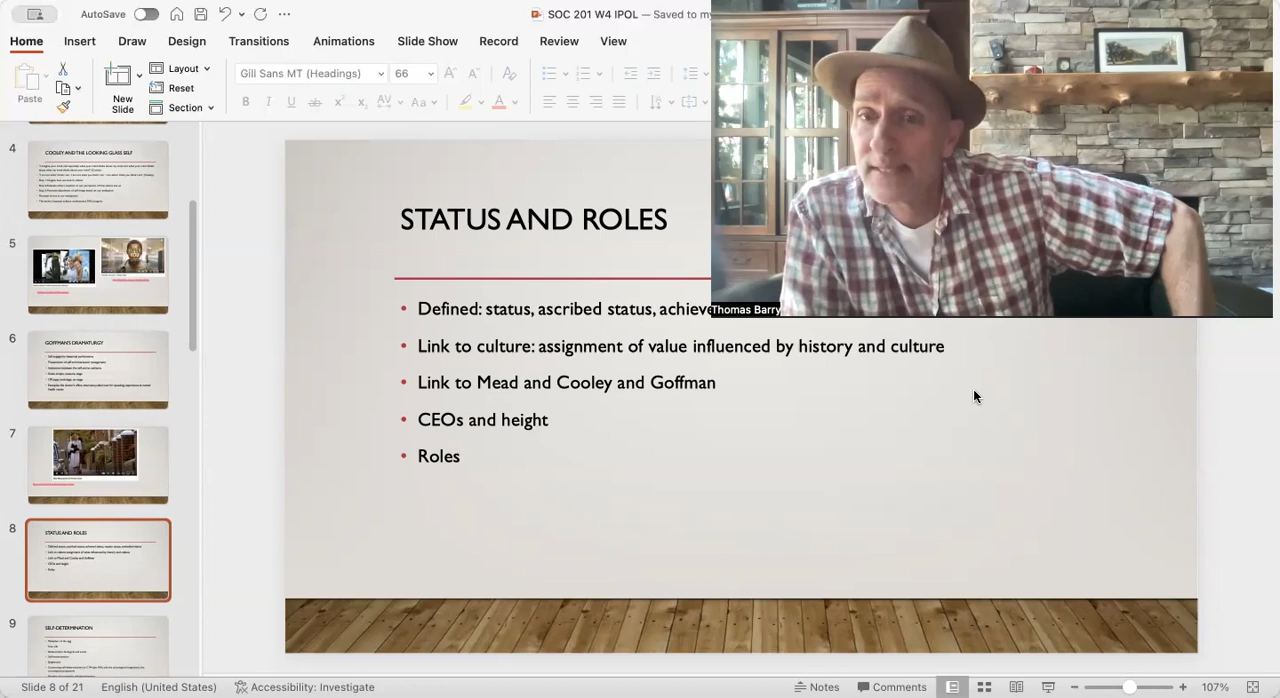 AutoSave
SOC 201 W4 IPOL — Saved to my
Home Insert Draw Design Transitions Animations Slide Show Record Review View
Paste
New Slide
Layout
Reset
Section
Gill Sans MT (Headings) 66
Thomas Barry
4
COOLEY AND THE LOOKING GLASS SELF
5
6
GOFFMAN'S DRAMATURGY
7
8
STATUS AND ROLES
9
SELF-DETERMINATION
STATUS AND ROLES
• Defined: status, ascribed status, achieve
• Link to culture: assignment of value influenced by history and culture
• Link to Mead and Cooley and Goffman
• CEOs and height
• Roles
Slide 8 of 21 English (United States) Accessibility: Investigate Notes Comments 107%